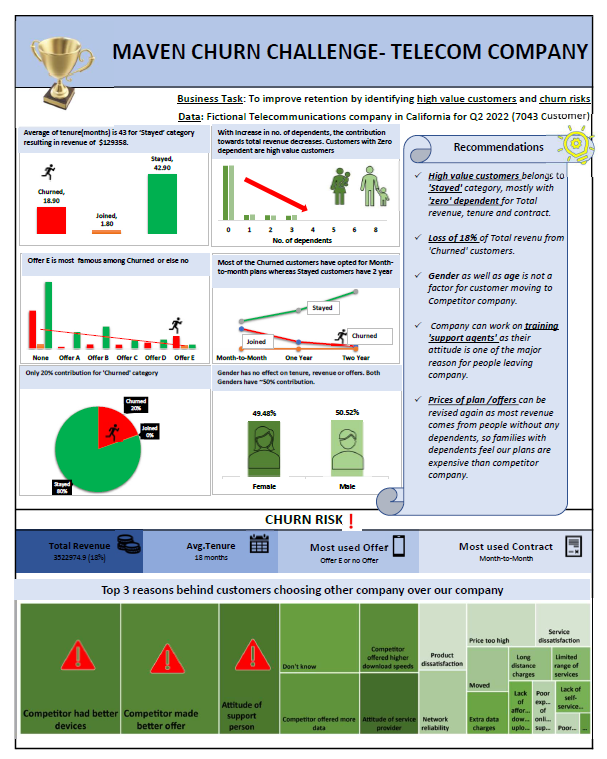 MAVEN CHURN CHALLENGE- TELECOM COMPANY
Business Task: To improve retention by identifying high value customers and churn risks
Data: Fictional Telecommunications company in California for Q2 2022 (7043 Customer)
Average of tenure(months) is 43 for 'Stayed' category
resulting in revenue of $129358.
Churned,
18.90
Joined,
1.80
Stayed,
42.90
With Increase in no. of dependents, the contribution
towards total revenue decreases. Customers with Zero
dependent are high value customers
0 1 2 3 4 5 6 8
No. of dependents
Offer E is most famous among Churned or else no
None Offer A Offer B Offer C Offer D Offer E
Most of the Churned customers have opted for Month-
to-month plans whereas Stayed customers have 2 year
Stayed
Joined
Churned
Month-to-Month One Year Two Year
Only 20% contribution for 'Churned' category
Churned
20%
Joined
0%
Stayed
80%
Gender has no effect on tenure, revenue or offers. Both
Genders have ~50% contribution.
49.48%
50.52%
Female Male
Recommendations
✓ High value customers belongs to
'Stayed' category, mostly with
'zero' dependent for Total
revenue, tenure and contract.
✓ Loss of 18% of Total revenu from
'Churned' customers.
✓ Gender as well as age is not a
factor for customer moving to
Competitor company.
✓ Company can work on training
'support agents' as their
attitude is one of the major
reason for people leaving
company.
✓ Prices of plan /offers can be
revised again as most revenue
comes from people without any
dependents, so families with
dependents feel our plans are
expensive than competitor
company.
CHURN RISK!
Total Revenue
3522974.9 (18%)
Avg.Tenure
18 months
Most used Offer
Offer E or no Offer
Most used Contract
Month-to-Month
Top 3 reasons behind customers choosing other company over our company
Competitor had better
devices
Competitor made
better offer
Attitude of
support
person
Don't know
Competitor offered more
data
Competitor
offered higher
download speeds
Attitude of service
provider
Product
dissatisfaction
Network
reliability
Price too high
Moved
Extra data
charges
Service
dissatisfaction
Long
distance
charges
Limited
range of
services
Lack
of
affor...
dow...
uplo...
Poor
exp...
of
onli...
sup...
Lack of
self-
service...
Poor...
...